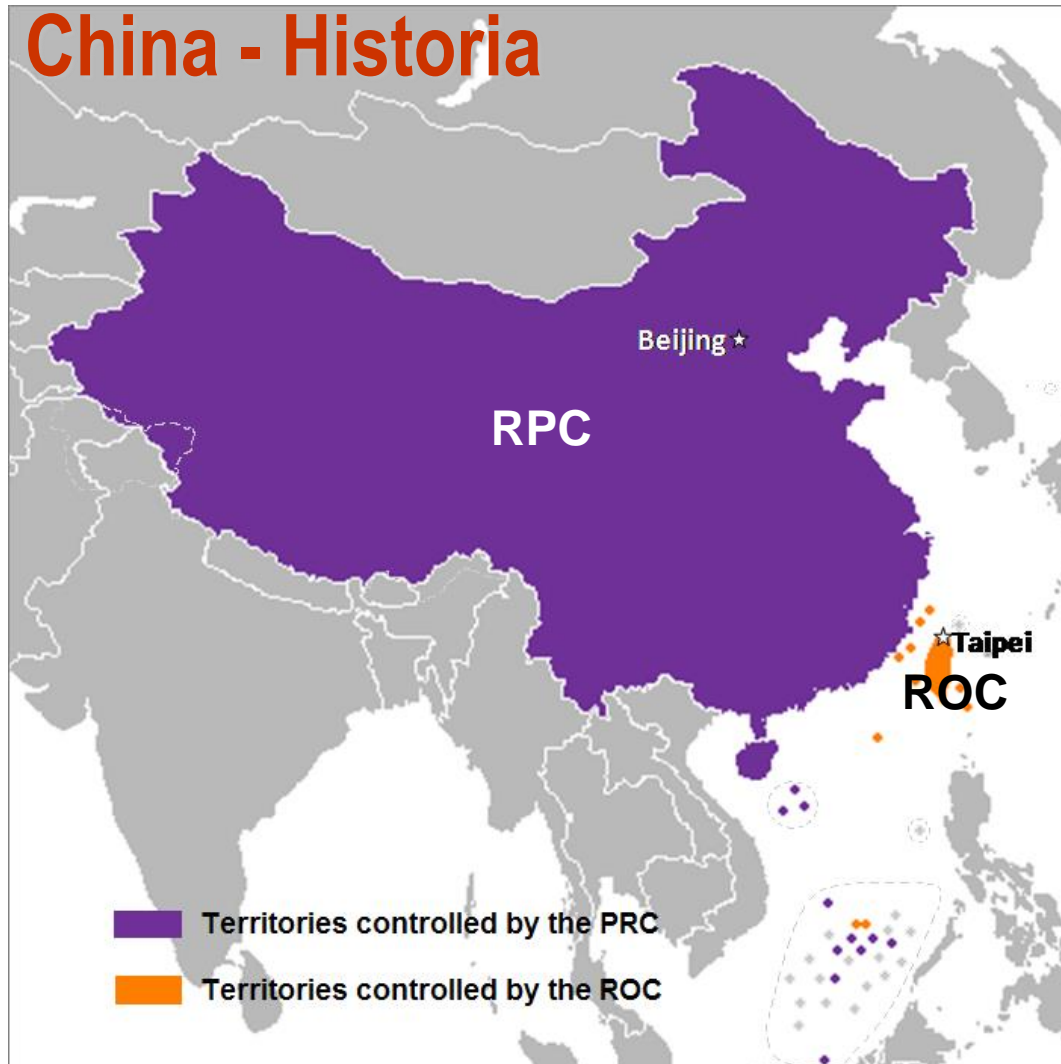 China - Historia
Beijing
RPC
Taipei
ROC
Territories controlled by the PRC
Territories controlled by the ROC